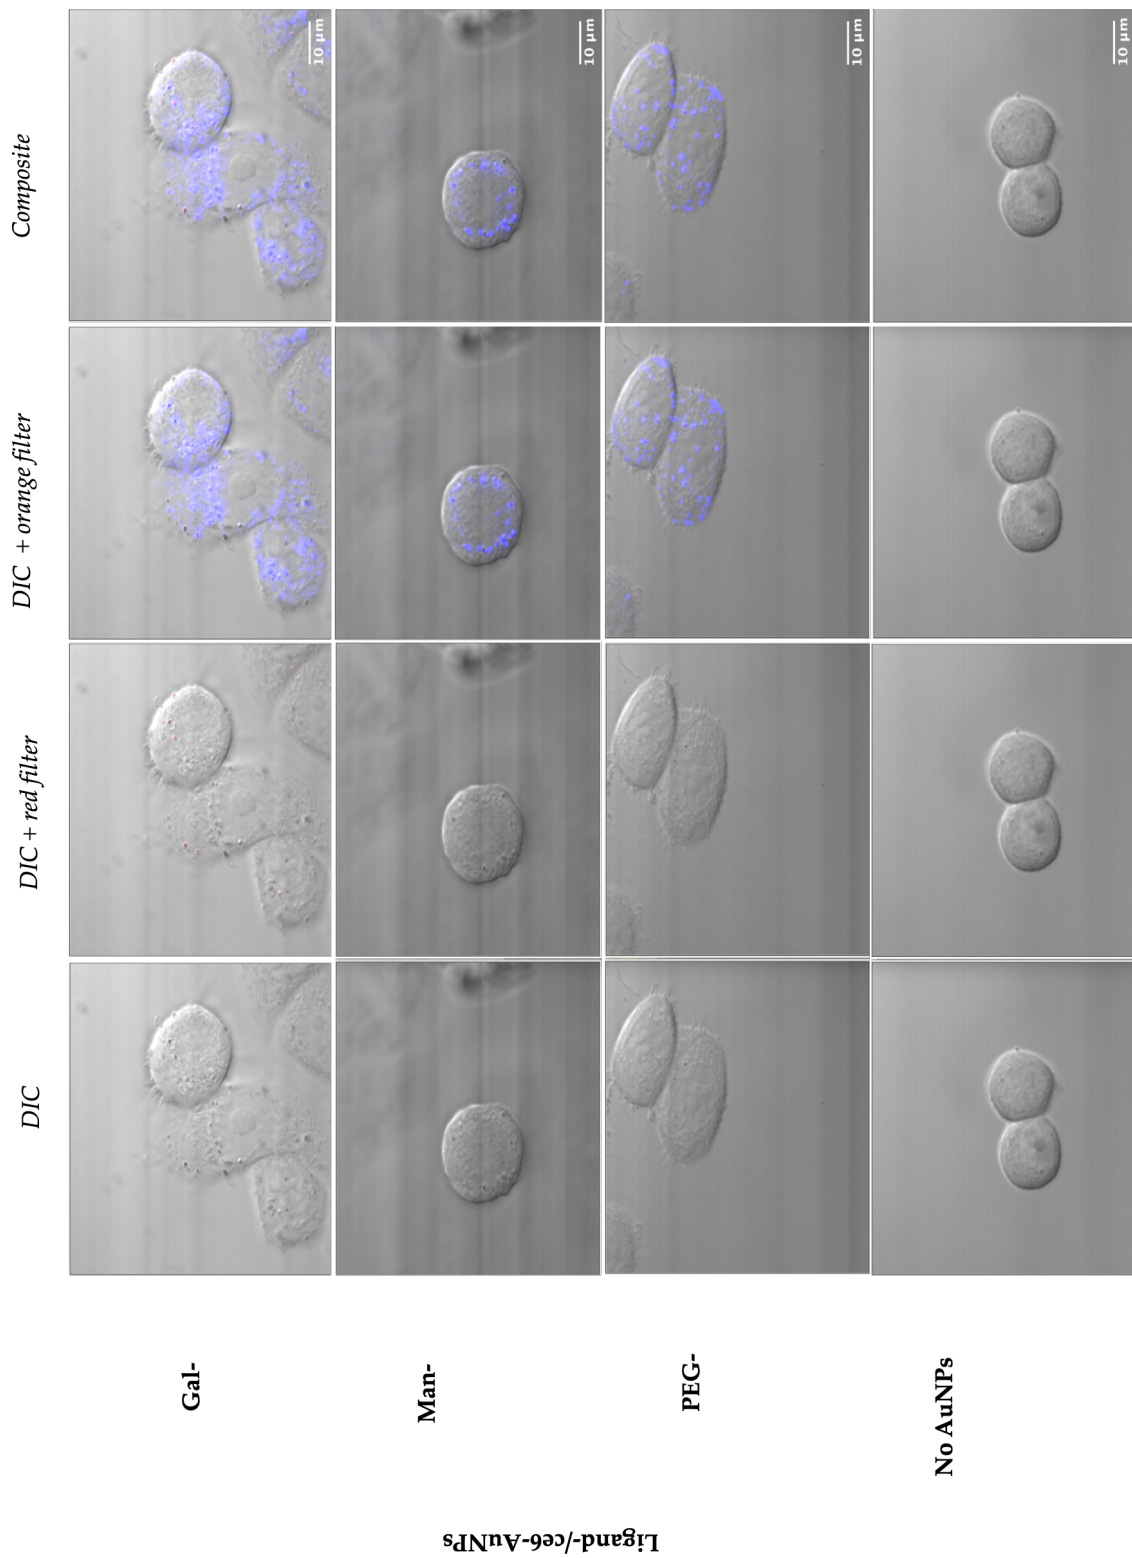 DIC
DIC + red filter
DIC + orange filter
Composite
Ligand-/ce6-AuNPs
Gal-
10 µm
Man-
10 µm
PEG-
10 µm
No AuNPs
10 µm